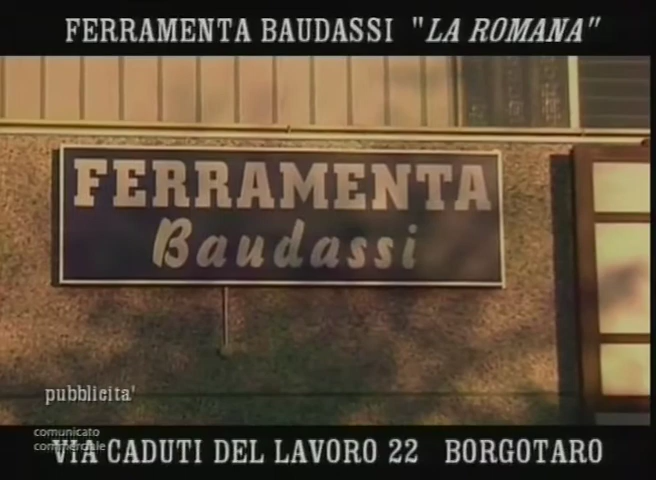 FERRAMENTA BAUDASSI "LA ROMANA"
FERRAMENTA
Baudassi
pubblicita'
comunicato
commerciale
VIA CADUTI DEL LAVORO 22 BORGOTARO